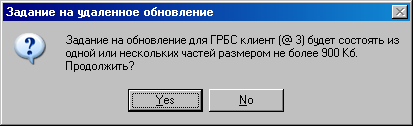 Задание на удаленное обновление
Задание на обновление для ГРБС клиент (@ 3) будет состоять из
одной или нескольких частей размером не более 900 Кб.
Продолжить?
Yes
No